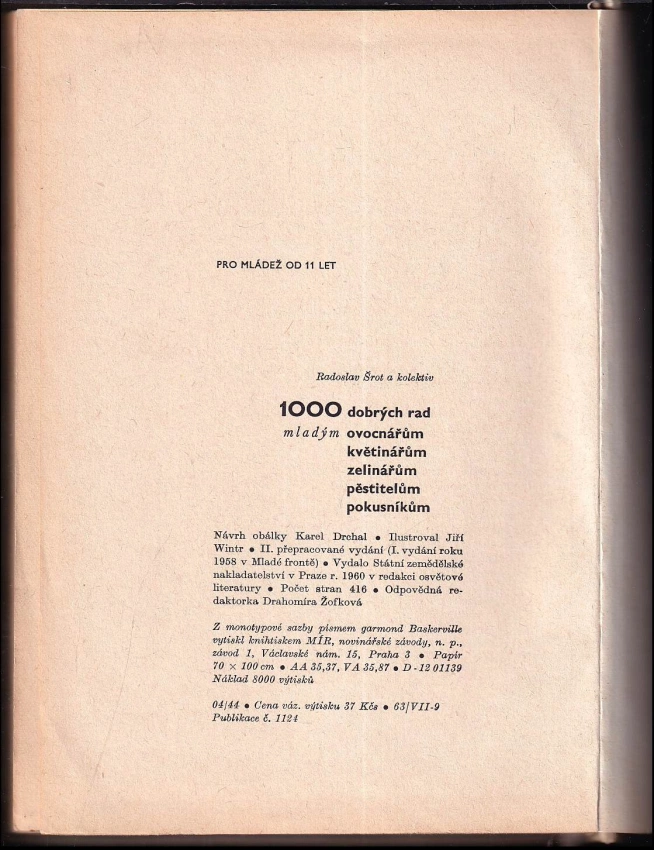 PRO MLÁDEŽ OD 11 LET
Radoslav Šrot a kolektiv
1000 dobrých rad
mladým ovocnářům
květinářům
zelinářům
pěstitelům
pokusníkům
Návrh obálky Karel Drchal • Ilustroval Jiří
Wintr • II. přepracované vydání (I. vydání roku
1958 v Mladé frontě) • Vydalo Státní zemědělské
nakladatelství v Praze r. 1960 v redakci osvětové
literatury • Počet stran 416 • Odpovědná re-
daktorka Drahomíra Žofková
Z monotypové sazby písmem garmond Baskerville
vytiskl knihtiskem MÍR, novinářské závody, n. p.,
závod 1, Václavské nám. 15, Praha 3 • Papír
70 × 100 cm • AA 35,37, VA 35,87 • D-12 01139
Náklad 8000 výtisků
04/44 • Cena váz. výtisku 37 Kčs • 63/VII-9
Publikace č. 1124